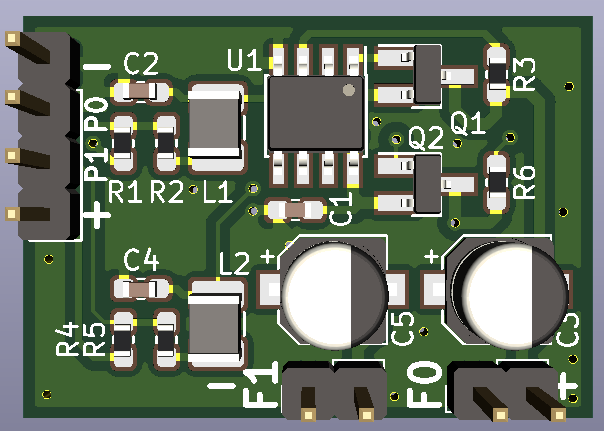 C2
U1
R3
P0
Q1
Q2
P1
R1 R2 L1
R6
C1
+
C4
L2
+
+
C5
C3
R4
R5
F1
F0
+